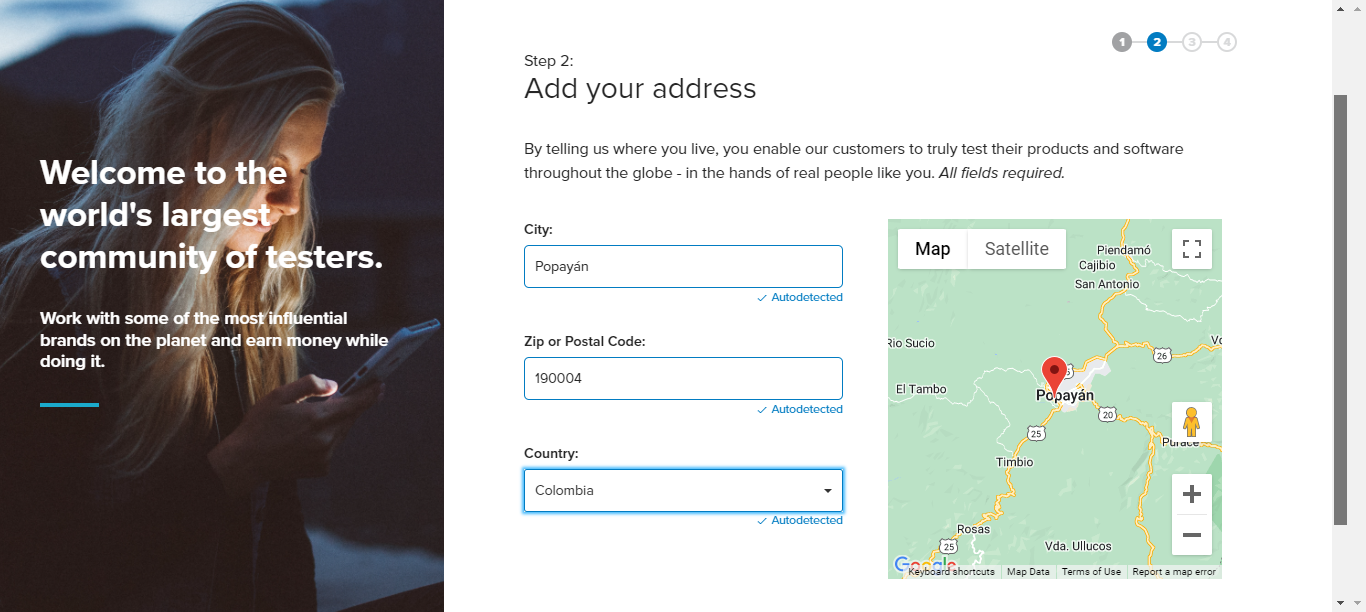 Welcome to the
world's largest
community of testers.
Work with some of the most influential
brands on the planet and earn money while
doing it.
1 2 3 4
Step 2:
Add your address
By telling us where you live, you enable our customers to truly test their products and software
throughout the globe - in the hands of real people like you. All fields required.
City:
Popayán
Autodetected
Zip or Postal Code:
190004
Autodetected
Country:
Colombia
Autodetected
Map Satellite
Piendamó
Cajibio
San Antonio
Rio Sucio
26
El Tambo
Popayán
20
25
Purace
Timbio
Rosas
25
Vda. Ullucos
Google
Keyboard shortcuts Map Data Terms of Use Report a map error